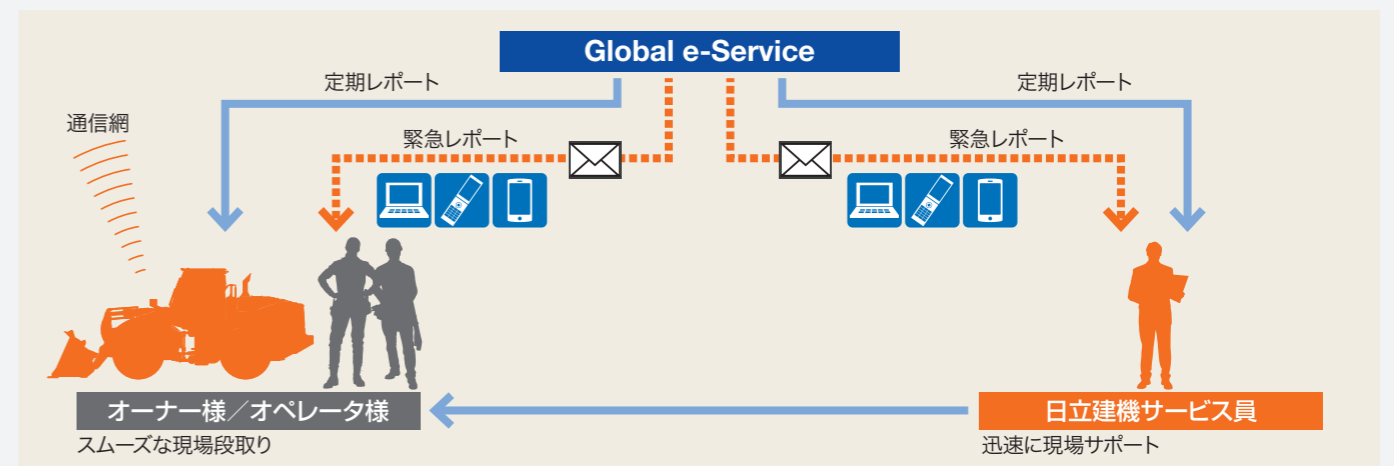 Global e-Service
定期レポート
定期レポート
通信網
緊急レポート
緊急レポート
オーナー様／オペレータ様
日立建機サービス員
スムーズな現場段取り
迅速に現場サポート